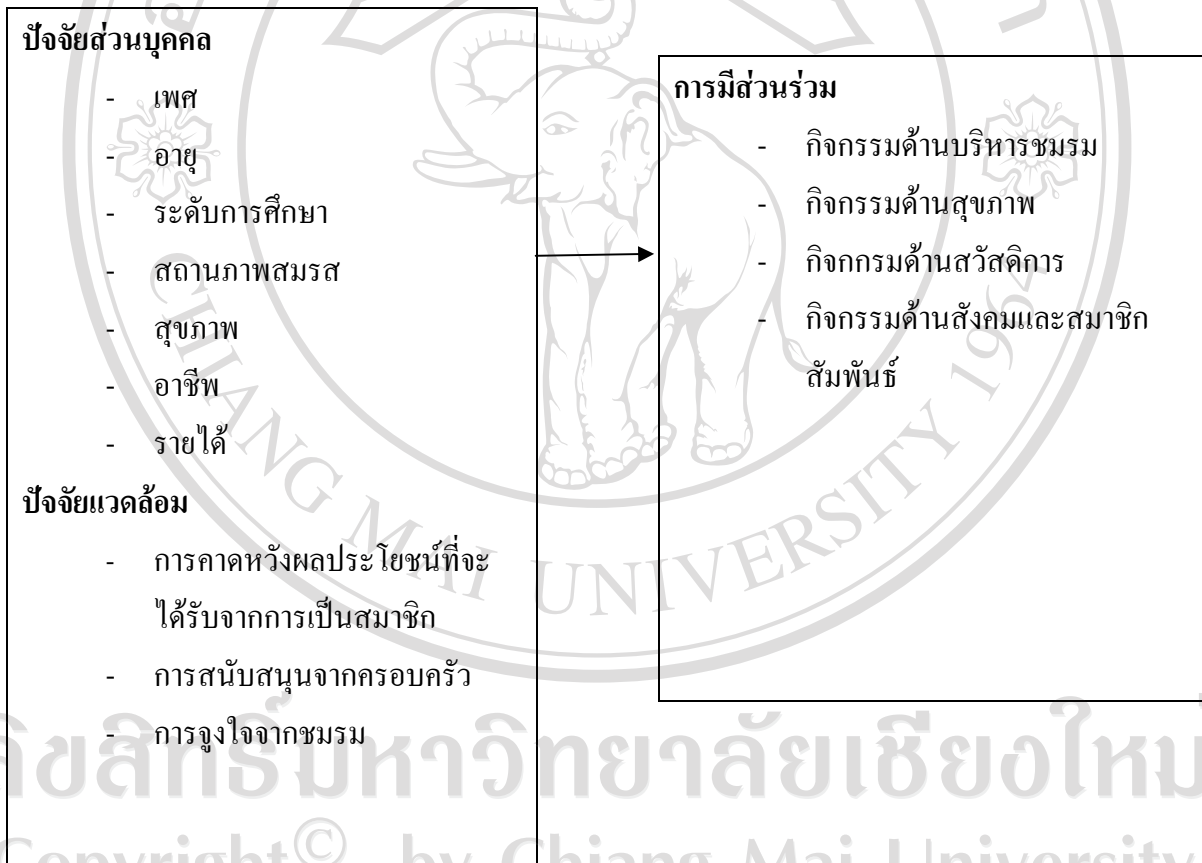 ปัจจัยส่วนบุคคล
- เพศ
- อายุ
- ระดับการศึกษา
- สถานภาพสมรส
- สุขภาพ
- อาชีพ
- รายได้
ปัจจัยแวดล้อม
- การคาดหวังผลประโยชน์ที่จะ
ได้รับจากการเป็นสมาชิก
- การสนับสนุนจากครอบครัว
- การจูงใจจากชมรม
การมีส่วนร่วม
- กิจกรรมด้านบริหารชมรม
- กิจกรรมด้านสุขภาพ
- กิจกกรมด้านสวัสดิการ
- กิจกรรมด้านสังคมและสมาชิก
สัมพันธ์
CHIANG MAI UNIVERSITY 1964
มหาวิทยาลัยเชียงใหม่
Copyright© by Chiang Mai University